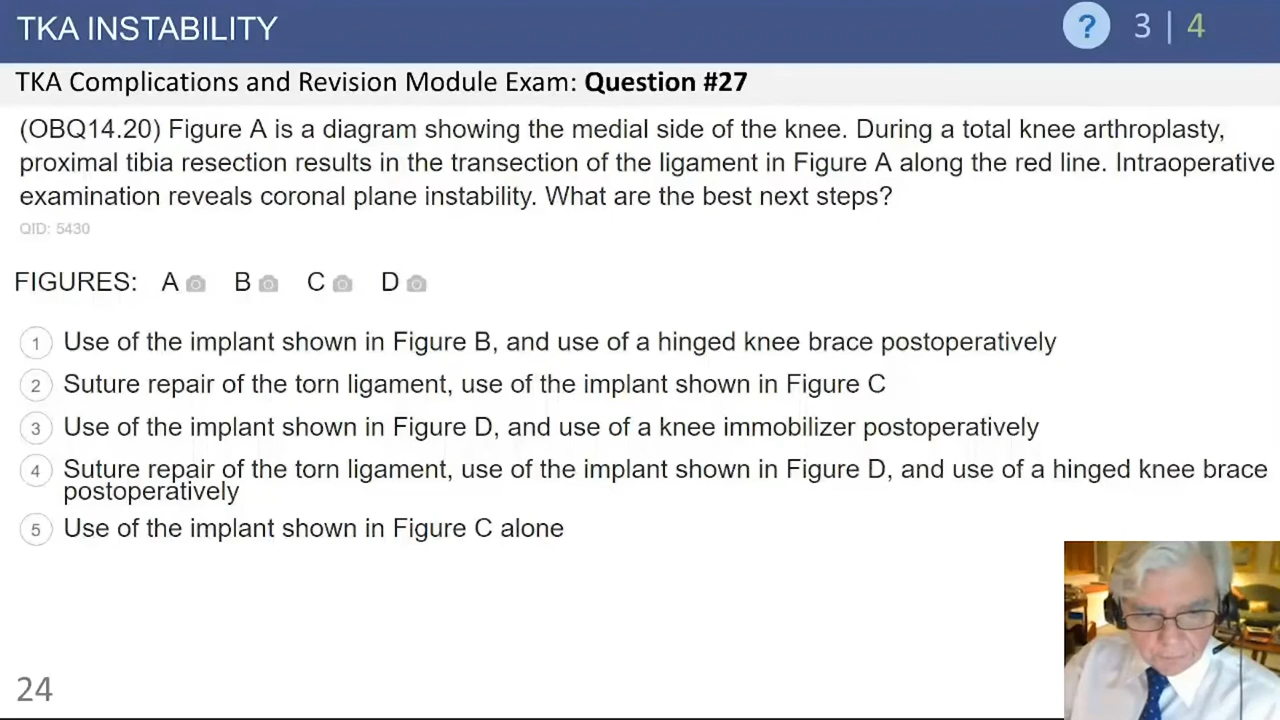 TKA INSTABILITY
? 3 | 4
TKA Complications and Revision Module Exam: Question #27
(OBQ14.20) Figure A is a diagram showing the medial side of the knee. During a total knee arthroplasty,
proximal tibia resection results in the transection of the ligament in Figure A along the red line. Intraoperative
examination reveals coronal plane instability. What are the best next steps?
QID: 5430
FIGURES: A B C D
1 Use of the implant shown in Figure B, and use of a hinged knee brace postoperatively
2 Suture repair of the torn ligament, use of the implant shown in Figure C
3 Use of the implant shown in Figure D, and use of a knee immobilizer postoperatively
4 Suture repair of the torn ligament, use of the implant shown in Figure D, and use of a hinged knee brace
postoperatively
5 Use of the implant shown in Figure C alone
24